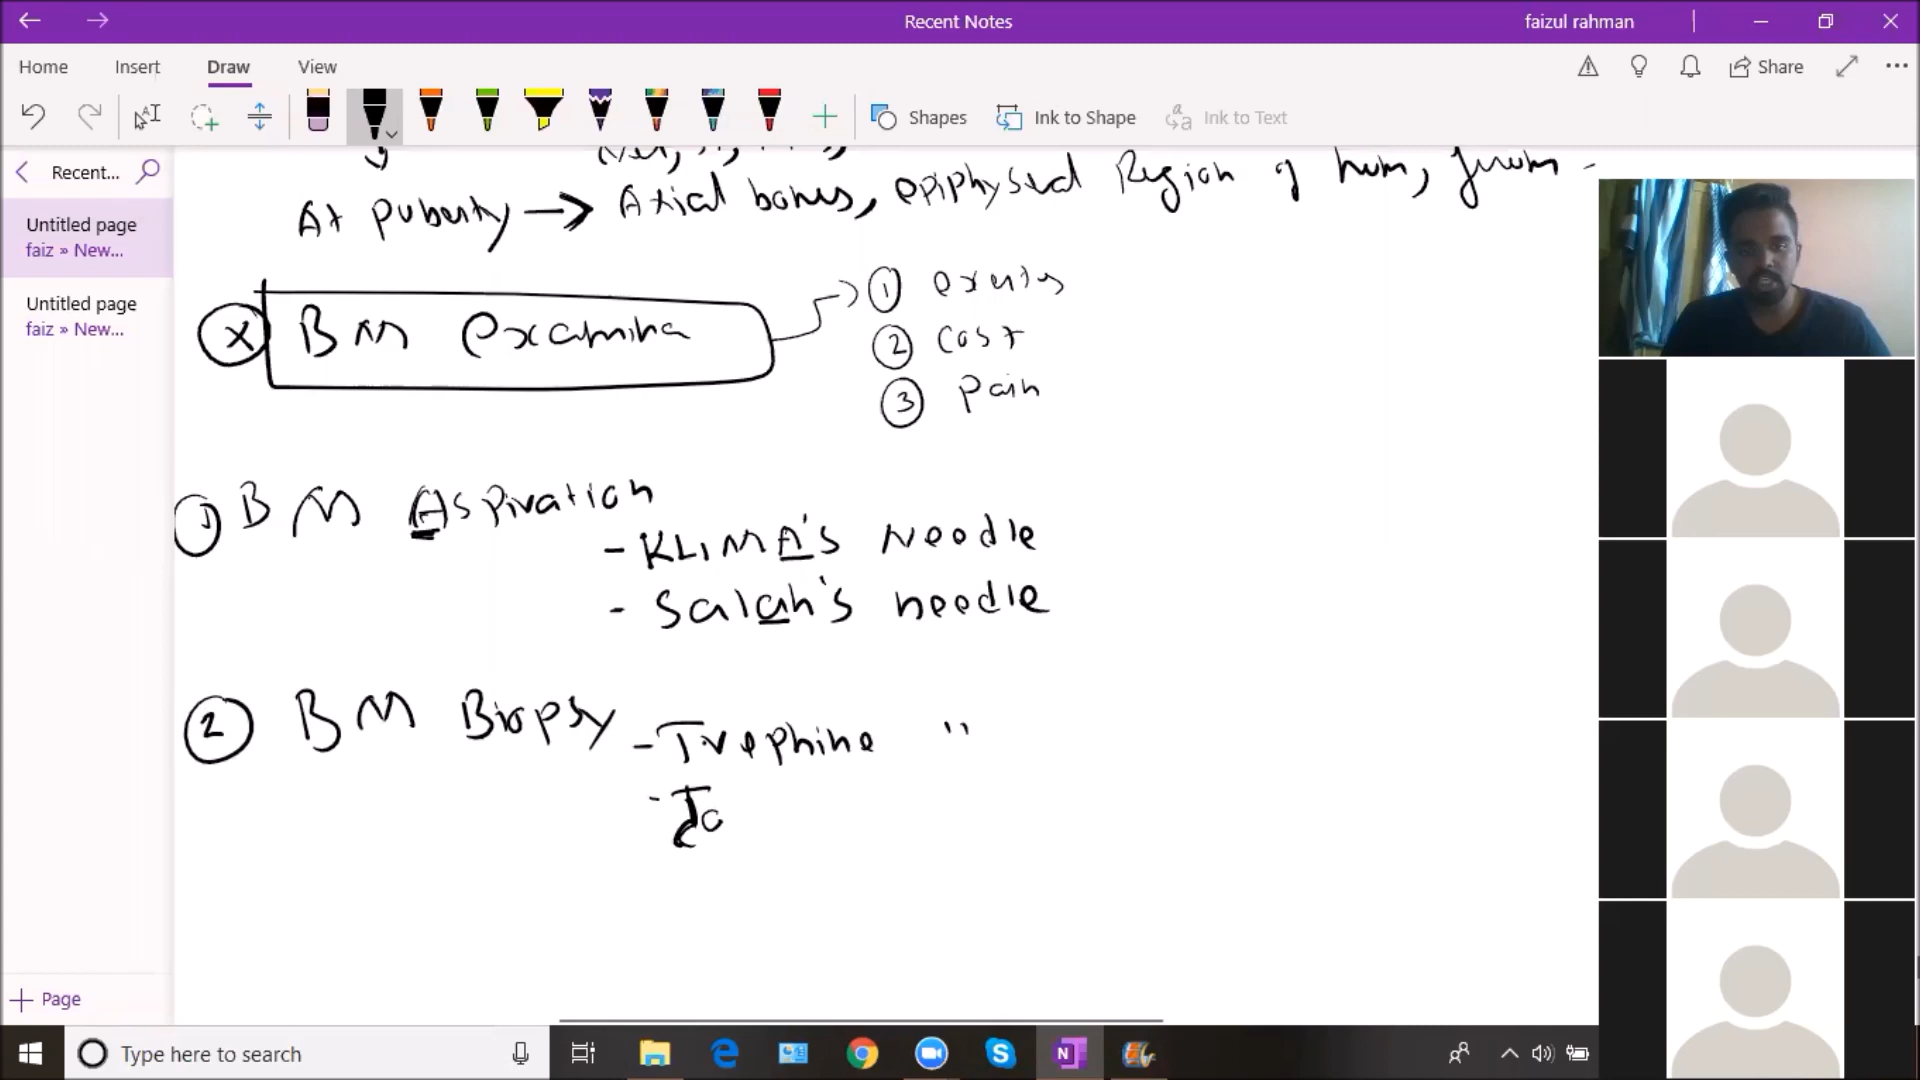 Recent Notes
faizul rahman
Home Insert Draw View
Share
Shapes Ink to Shape Ink to Text
Recent...
Untitled page
faiz » New...
Untitled page
faiz » New...
At puberty → Axial bones, epiphyseal Region of hum,
X BM examina
1
2 Cost
3 Pain
1 BM Aspiration
- KLIMA's Needle
- Salah's needle
2 BM Biopsy - Trephine "
Page
Type here to search